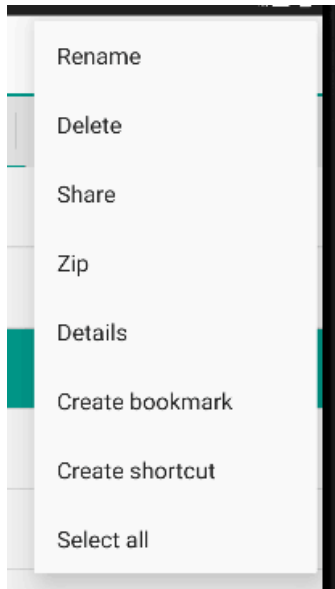 Rename
Delete
Share
Zip
Details
Create bookmark
Create shortcut
Select all